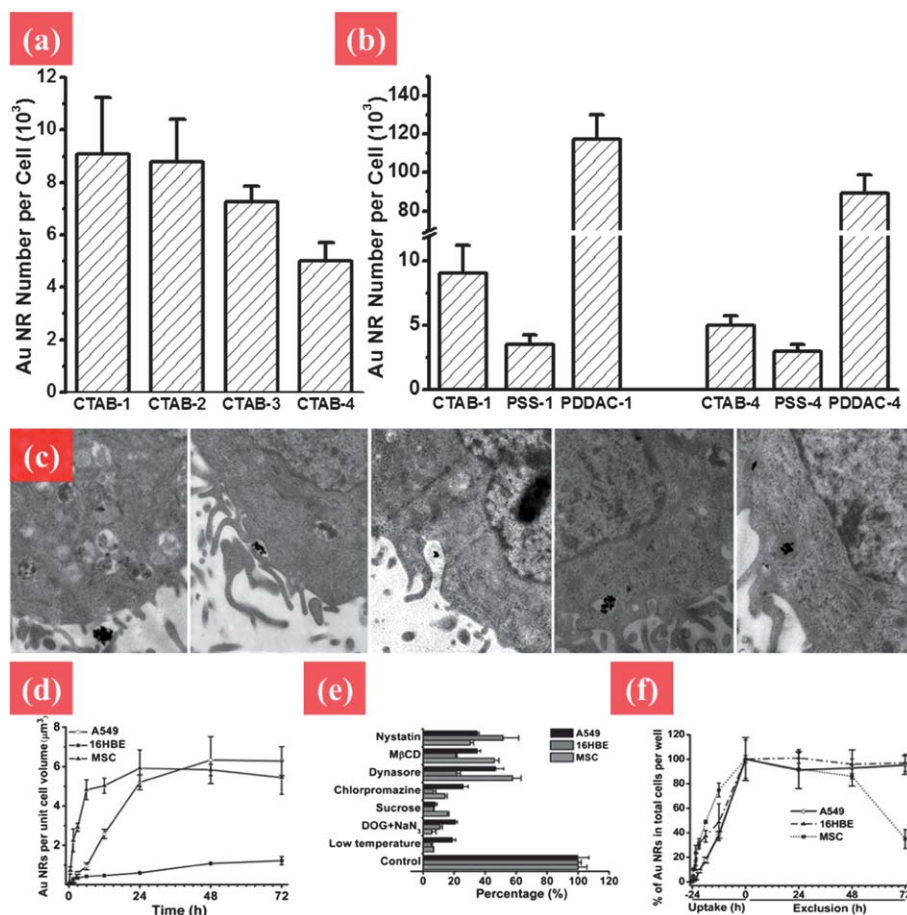 (a)
(b)
Au NR Number per Cell (10³)
12
10
8
6
4
2
0
CTAB-1 CTAB-2 CTAB-3 CTAB-4
Au NR Number per Cell (10³)
140
120
100
80
10
5
0
CTAB-1 PSS-1 PDDAC-1 CTAB-4 PSS-4 PDDAC-4
(c)
(d)
(e)
(f)
Au NRs per unit cell volume (μm³)
8
6
4
2
0 24 48 72
Time (h)
A549
16HBE
MSC
Nystatin
MβCD
Dynasore
Chlorpromazine
Sucrose
DOG+NaN₃
Low temperature
Control
A549
16HBE
MSC
0 20 40 60 80 100 120
Percentage (%)
% of Au NRs in total cells per well
120
100
80
60
40
20
0
A549
16HBE
MSC
-24 0 24 48 72
Uptake (h) Exclusion (h)